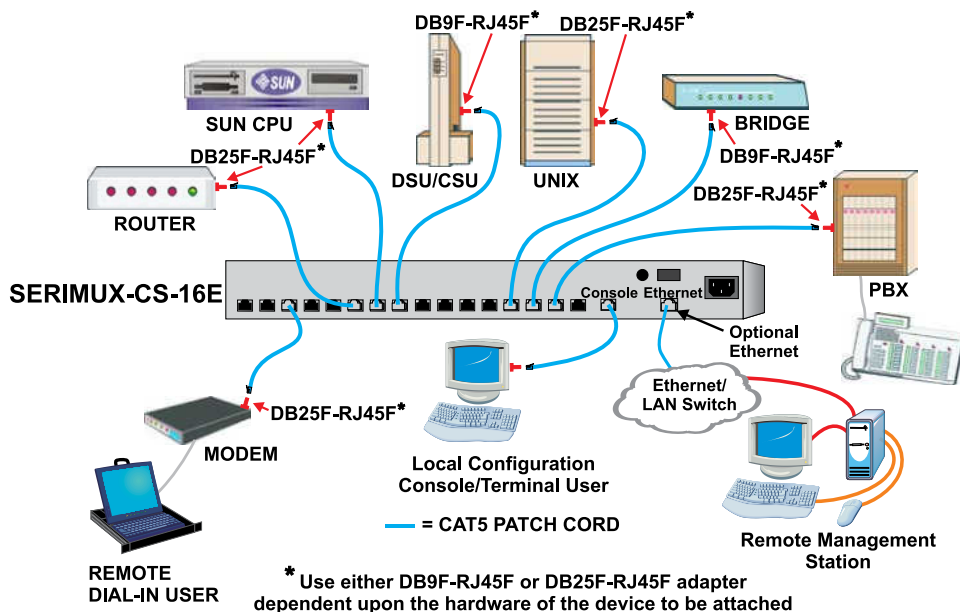 DB9F-RJ45F*
DB25F-RJ45F*
SUN
SUN CPU
BRIDGE
DB25F-RJ45F*
DSU/CSU
UNIX
DB9F-RJ45F*
DB25F-RJ45F*
ROUTER
SERIMUX-CS-16E
Console Ethernet
PBX
Optional
Ethernet
Ethernet/
LAN Switch
DB25F-RJ45F*
MODEM
Local Configuration
Console/Terminal User
= CAT5 PATCH CORD
Remote Management
Station
REMOTE
DIAL-IN USER
* Use either DB9F-RJ45F or DB25F-RJ45F adapter
dependent upon the hardware of the device to be attached